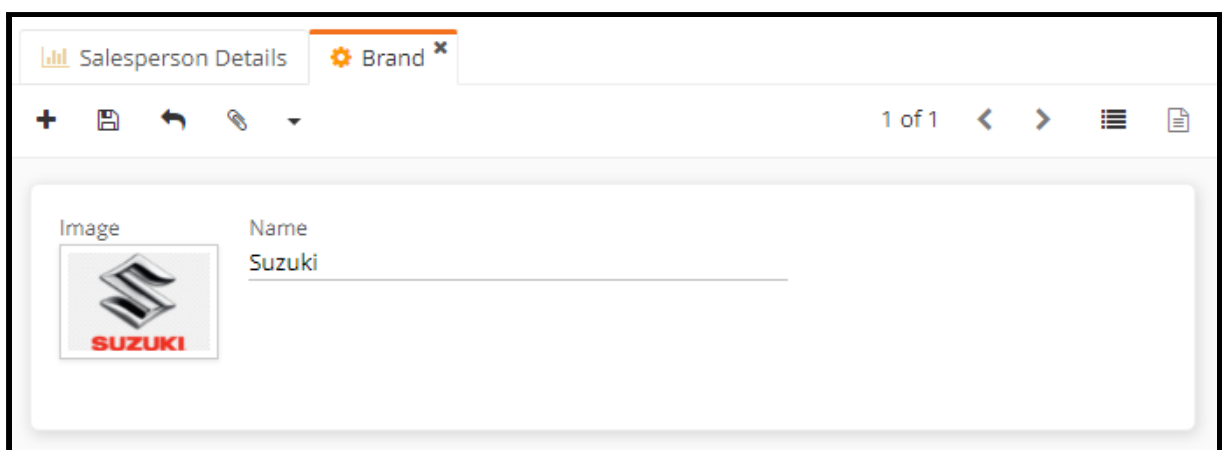 Salesperson Details
Brand
1 of 1
Image
Name
Suzuki
SUZUKI